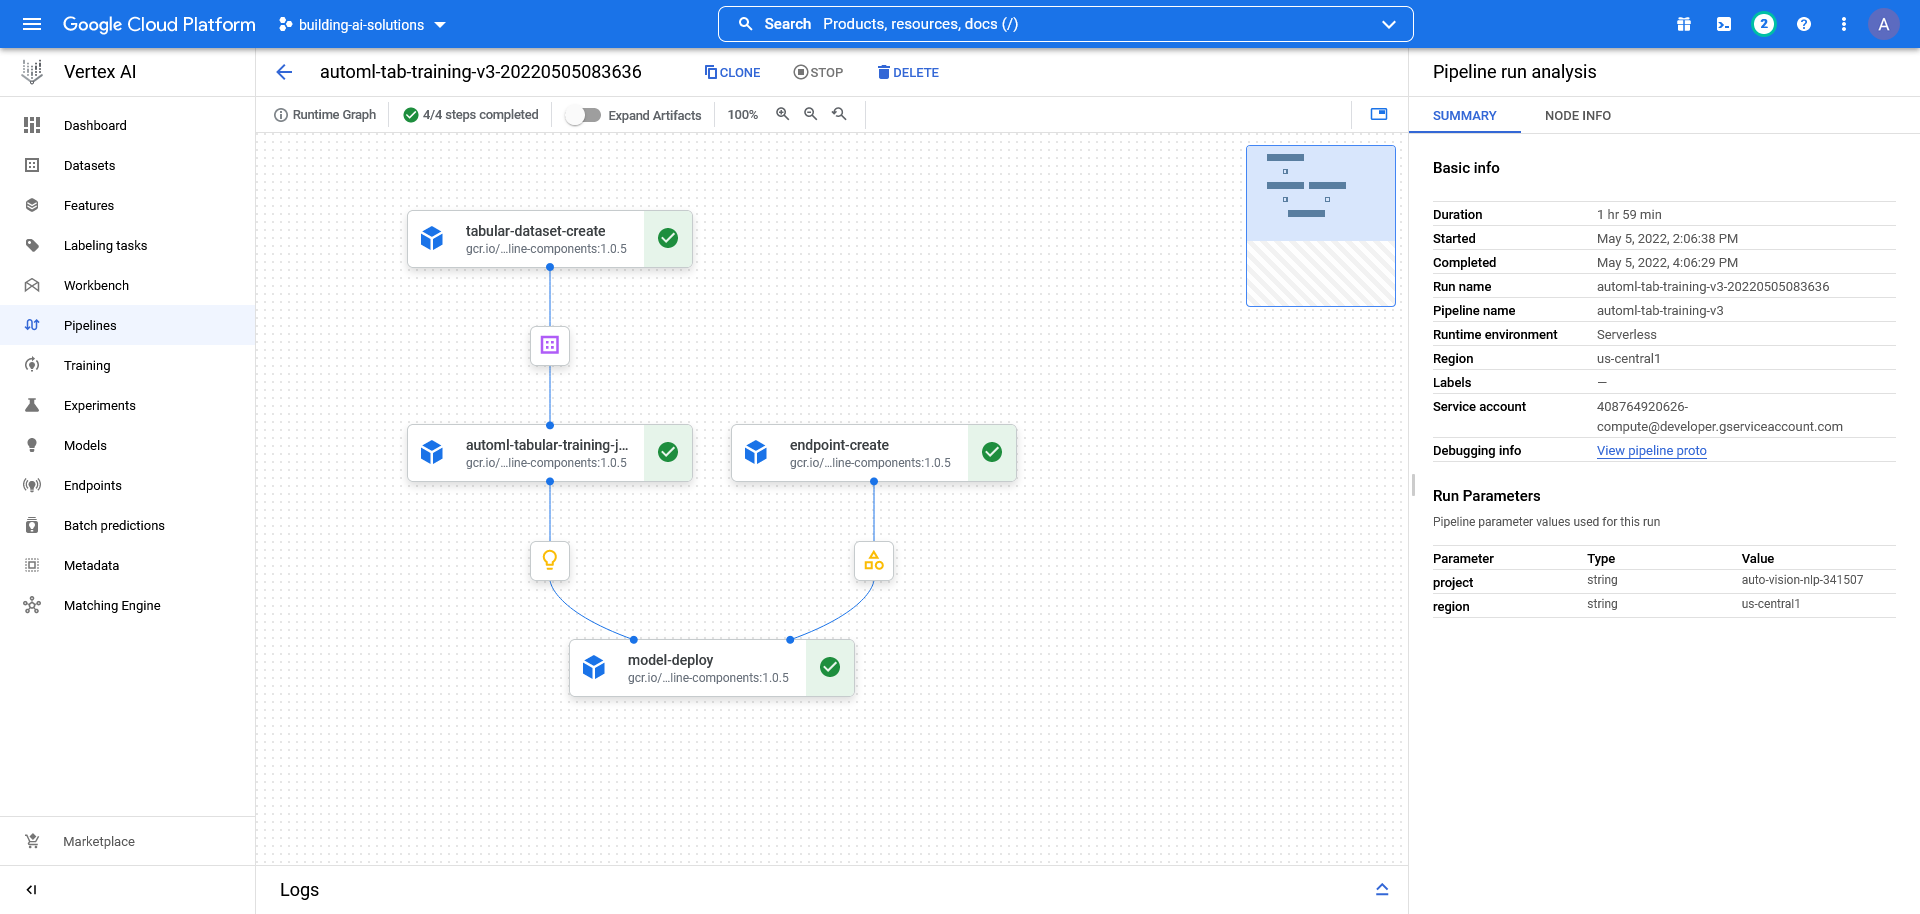 Google Cloud Platform
building-ai-solutions
Search Products, resources, docs (/)
2
A
Vertex AI
Dashboard
Datasets
Features
Labeling tasks
Workbench
Pipelines
Training
Experiments
Models
Endpoints
Batch predictions
Metadata
Matching Engine
Marketplace
automl-tab-training-v3-20220505083636
CLONE
STOP
DELETE
Runtime Graph
4/4 steps completed
Expand Artifacts
100%
tabular-dataset-create
gcr.io/...line-components:1.0.5
automl-tabular-training-j...
gcr.io/...line-components:1.0.5
endpoint-create
gcr.io/...line-components:1.0.5
model-deploy
gcr.io/...line-components:1.0.5
Logs
Pipeline run analysis
SUMMARY NODE INFO
Basic info
Duration 1 hr 59 min
Started May 5, 2022, 2:06:38 PM
Completed May 5, 2022, 4:06:29 PM
Run name automl-tab-training-v3-20220505083636
Pipeline name automl-tab-training-v3
Runtime environment Serverless
Region us-central1
Labels —
Service account 408764920626-
compute@developer.gserviceaccount.com
Debugging info View pipeline proto
Run Parameters
Pipeline parameter values used for this run
Parameter Type Value
project string auto-vision-nlp-341507
region string us-central1